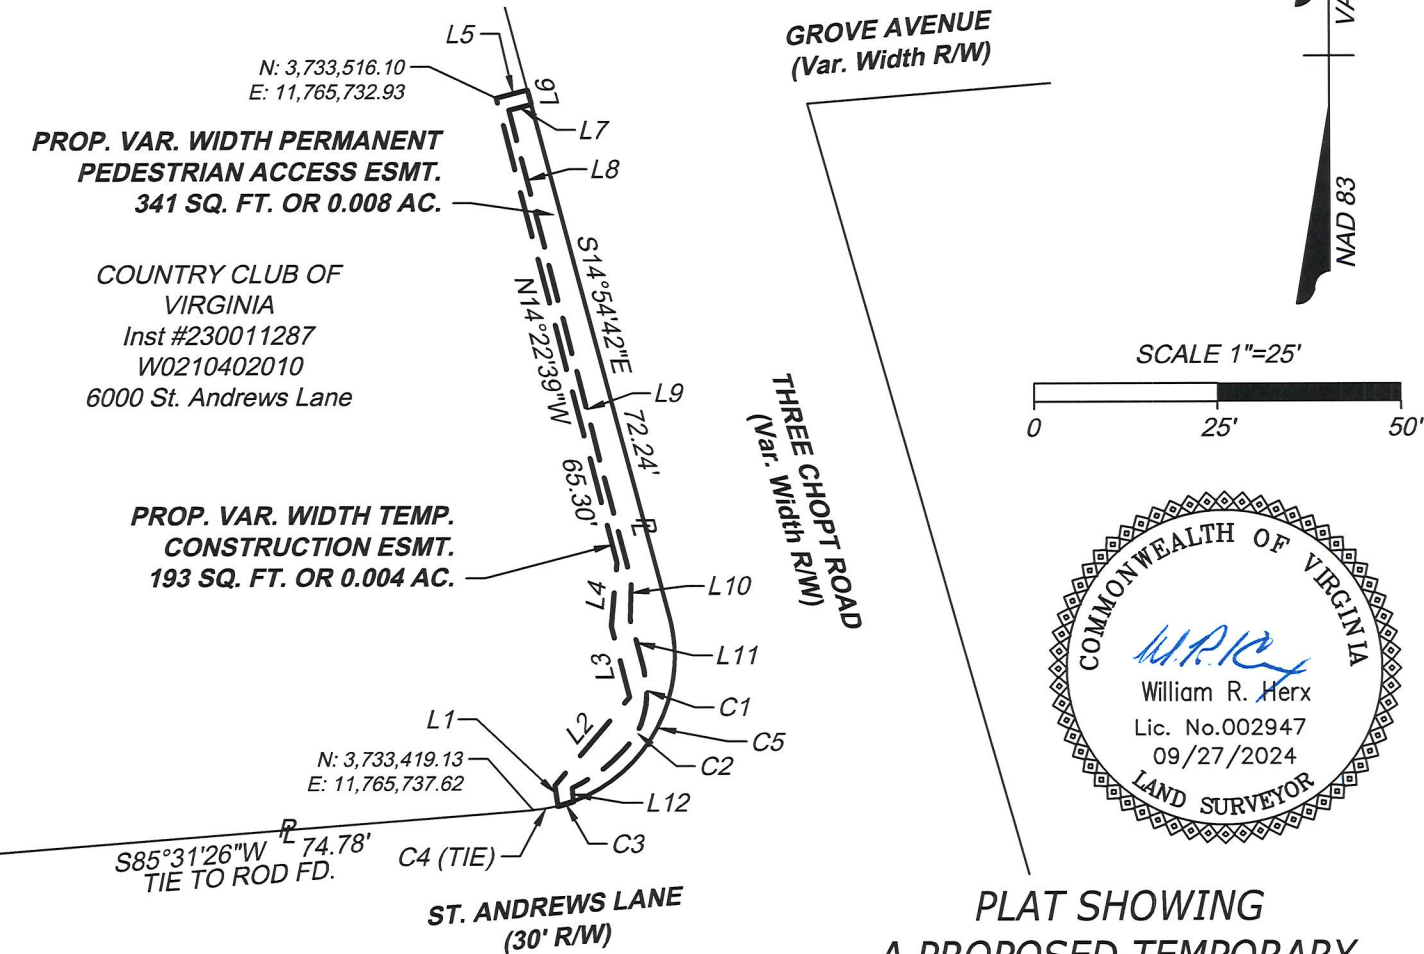 L5
N: 3,733,516.10
E: 11,765,732.93
L6
L7
L8
PROP. VAR. WIDTH PERMANENT
PEDESTRIAN ACCESS ESMT.
341 SQ. FT. OR 0.008 AC.
GROVE AVENUE
(Var. Width R/W)
NAD 83
COUNTRY CLUB OF
VIRGINIA
Inst #230011287
W0210402010
6000 St. Andrews Lane
S14°54'42"E 72.24'
N14°22'39"W 65.30'
L9
THREE CHOPT ROAD
(Var. Width R/W)
SCALE 1"=25'
0 25' 50'
PROP. VAR. WIDTH TEMP.
CONSTRUCTION ESMT.
193 SQ. FT. OR 0.004 AC.
PL
L4
L10
L3
L11
C1
L2
C5
L1
C2
N: 3,733,419.13
E: 11,765,737.62
L12
C3
C4 (TIE)
PL
S85°31'26"W 74.78'
TIE TO ROD FD.
ST. ANDREWS LANE
(30' R/W)
COMMONWEALTH OF VIRGINIA
William R. Herx
Lic. No.002947
09/27/2024
LAND SURVEYOR
PLAT SHOWING
A PROPOSED TEMPORARY